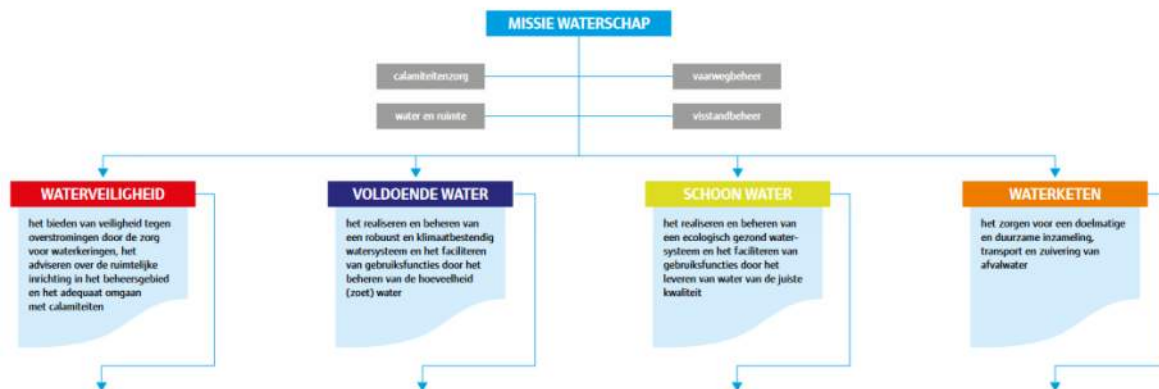 MISSIE WATERSCHAP
calamiteitenzorg
vaarwegbeheer
water en ruimte
visstandbeheer
WATERVEILIGHEID
het bieden van veiligheid tegen
overstromingen door de zorg
voor waterkeringen, het
adviseren over de ruimtelijke
inrichting in het beheersgebied
en het adequaat omgaan
met calamiteiten
VOLDOENDE WATER
het realiseren en beheren van
een robuust en klimaatbestendig
watersysteem en het faciliteren
van gebruiksfuncties door het
beheren van de hoeveelheid
(zoet) water
SCHOON WATER
het realiseren en beheren van
een ecologisch gezond water-
systeem en het faciliteren van
gebruiksfuncties door het
leveren van water van de juiste
kwaliteit
WATERKETEN
het zorgen voor een doelmatige
en duurzame inzameling,
transport en zuivering van
afvalwater